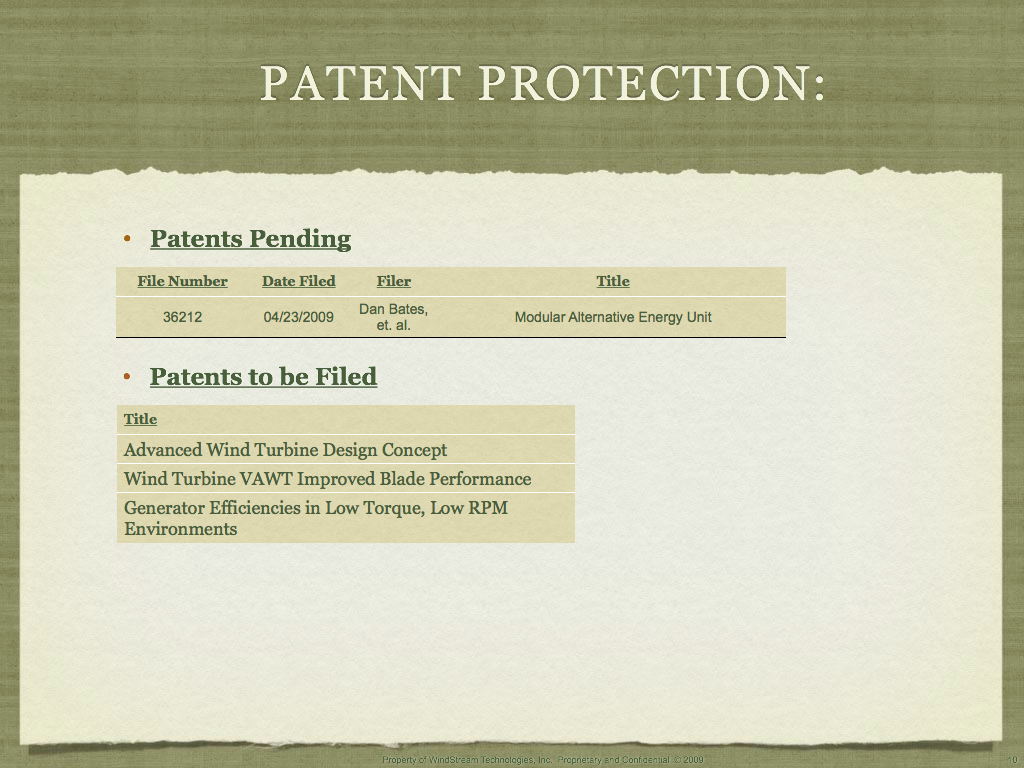 PATENT PROTECTION:
• Patents Pending
File Number Date Filed Filer Title
36212 04/23/2009 Dan Bates, et. al. Modular Alternative Energy Unit
• Patents to be Filed
Title
Advanced Wind Turbine Design Concept
Wind Turbine VAWT Improved Blade Performance
Generator Efficiencies in Low Torque, Low RPM
Environments
Property of WindStream Technologies, Inc. Proprietary and Confidential © 2009
10